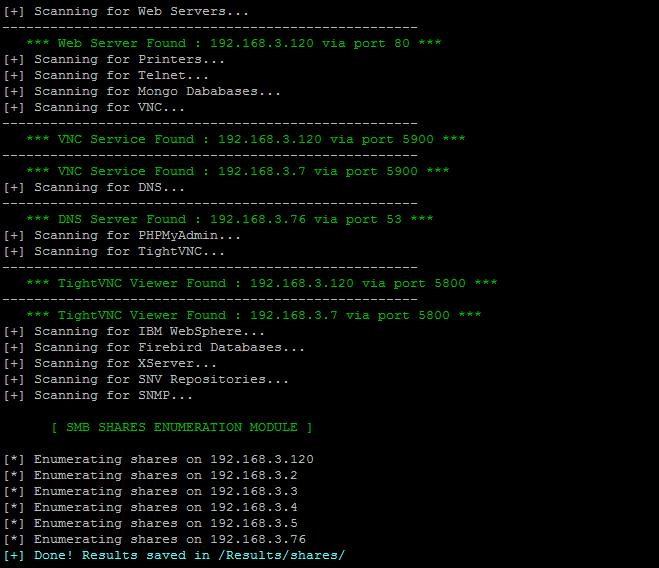 [+] Scanning for Web Servers...
----------------------------------------------------
*** Web Server Found : 192.168.3.120 via port 80 ***
[+] Scanning for Printers...
[+] Scanning for Telnet...
[+] Scanning for Mongo Dababases...
[+] Scanning for VNC...
----------------------------------------------------
*** VNC Service Found : 192.168.3.120 via port 5900 ***
----------------------------------------------------
*** VNC Service Found : 192.168.3.7 via port 5900 ***
[+] Scanning for DNS...
----------------------------------------------------
*** DNS Server Found : 192.168.3.76 via port 53 ***
[+] Scanning for PHPMyAdmin...
[+] Scanning for TightVNC...
----------------------------------------------------
*** TightVNC Viewer Found : 192.168.3.120 via port 5800 ***
----------------------------------------------------
*** TightVNC Viewer Found : 192.168.3.7 via port 5800 ***
[+] Scanning for IBM WebSphere...
[+] Scanning for Firebird Databases...
[+] Scanning for XServer...
[+] Scanning for SNV Repositories...
[+] Scanning for SNMP...
[ SMB SHARES ENUMERATION MODULE ]
[*] Enumerating shares on 192.168.3.120
[*] Enumerating shares on 192.168.3.2
[*] Enumerating shares on 192.168.3.3
[*] Enumerating shares on 192.168.3.4
[*] Enumerating shares on 192.168.3.5
[*] Enumerating shares on 192.168.3.76
[+] Done! Results saved in /Results/shares/